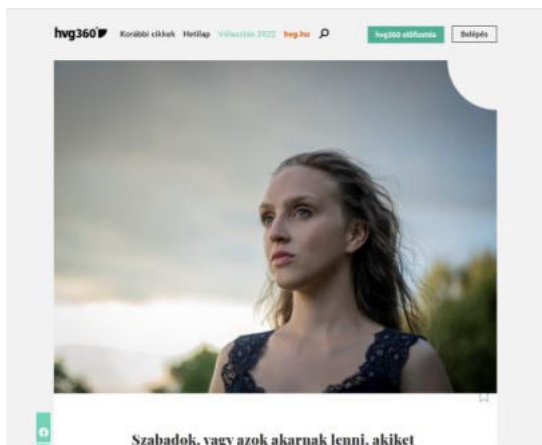 hvg360
Korábbi cikkek Hetilap Választás 2022 hvg.hu hvg360 előfizetés Belépés
Szabadok, vagy azok akarnak lenni, akiket